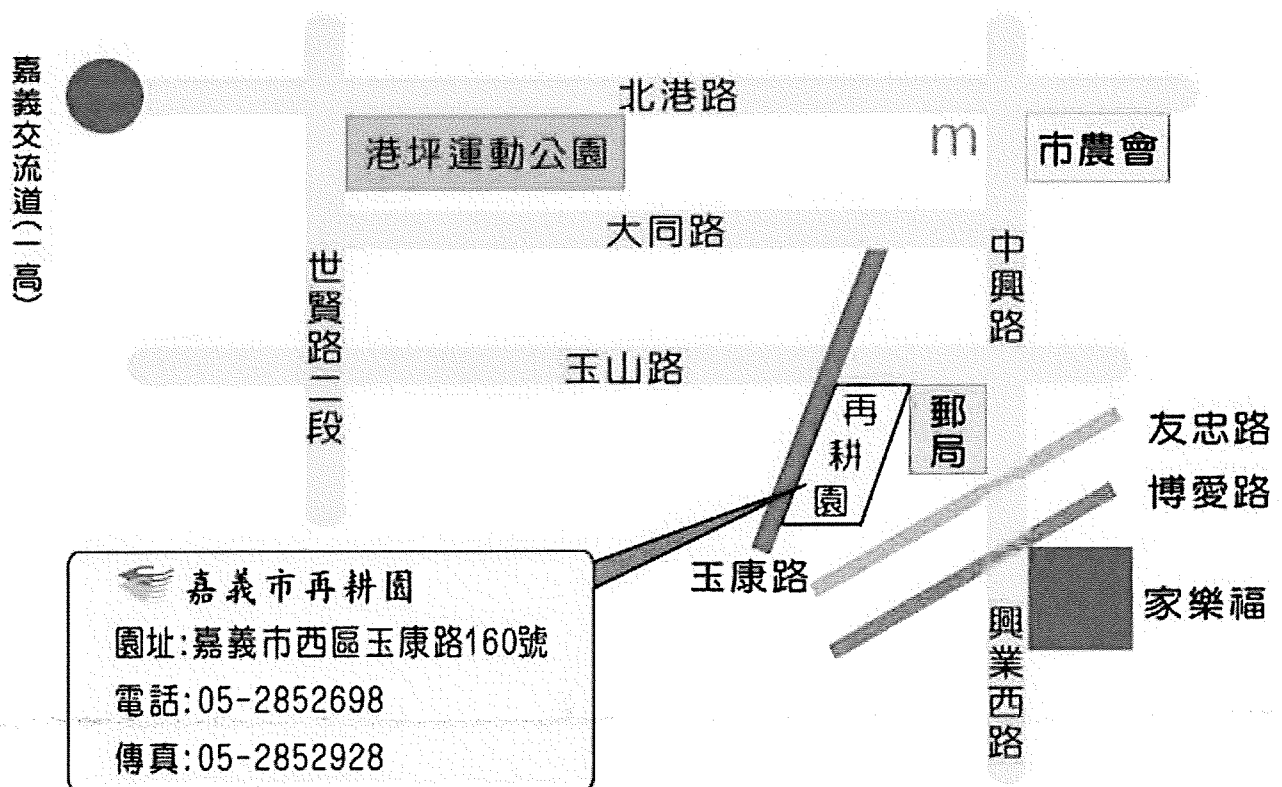 嘉義交流道(一高)
北港路
港坪運動公園
m
市農會
大同路
世賢路二段
中興路
玉山路
再耕園
郵局
友忠路
博愛路
玉康路
家樂福
興業西路
嘉義市再耕園
園址:嘉義市西區玉康路160號
電話:05-2852698
傳真:05-2852928